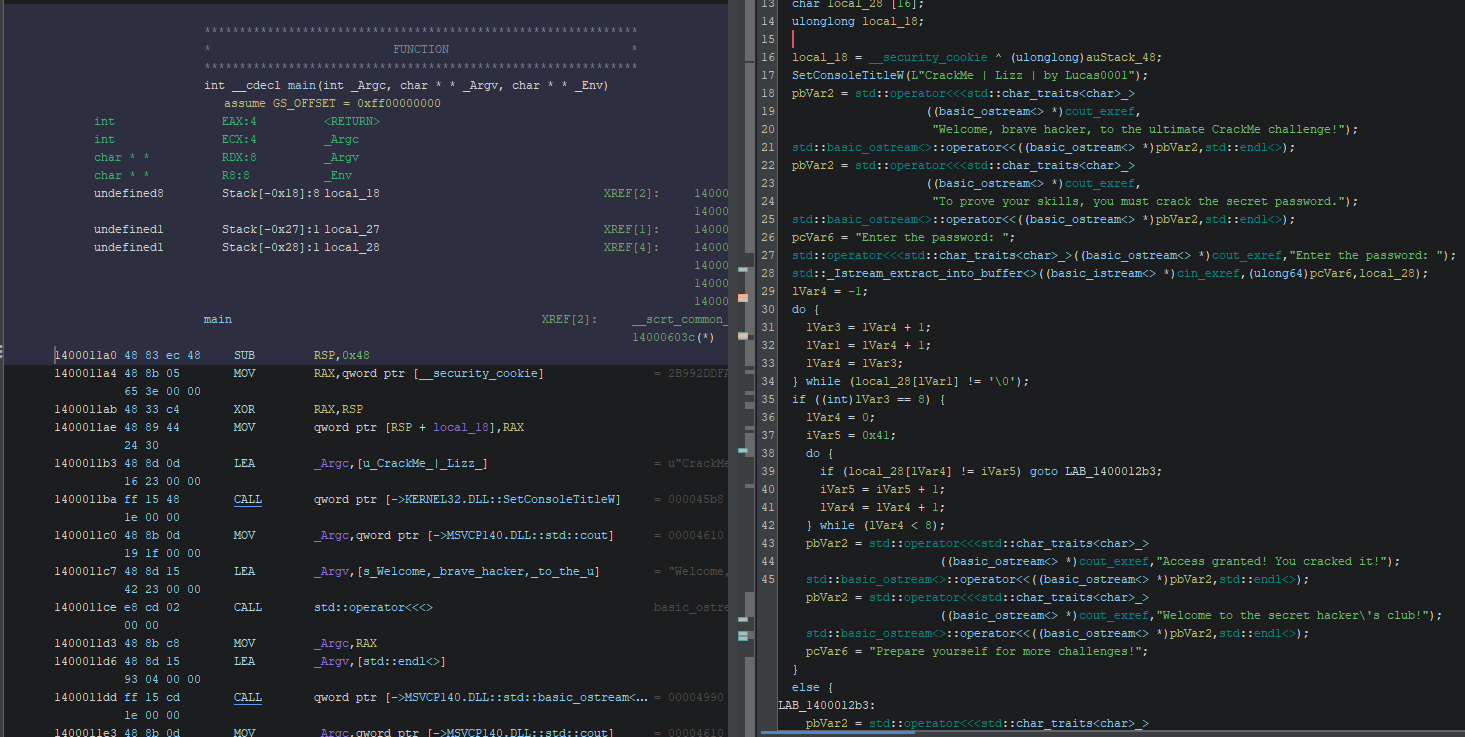 ************************************************************
* FUNCTION *
************************************************************
int __cdecl main(int _Argc, char * * _Argv, char * * _Env)
assume GS_OFFSET = 0xff00000000
int EAX:4 <RETURN>
int ECX:4 _Argc
char * * RDX:8 _Argv
char * * R8:8 _Env
undefined8 Stack[-0x18]:8 local_18 XREF[2]: 14000
14000
undefined1 Stack[-0x27]:1 local_27 XREF[1]: 14000
undefined1 Stack[-0x28]:1 local_28 XREF[4]: 14000
14000
14000
14000
main XREF[2]: __scrt_common_
14000603c(*)
1400011a0 48 83 ec 48 SUB RSP,0x48
1400011a4 48 8b 05 MOV RAX,qword ptr [__security_cookie] = 2B992DDFA
65 3e 00 00
1400011ab 48 33 c4 XOR RAX,RSP
1400011ae 48 89 44 MOV qword ptr [RSP + local_18],RAX
24 30
1400011b3 48 8d 0d LEA _Argc,[u_CrackMe_|_Lizz_] = u"CrackMe
16 23 00 00
1400011ba ff 15 48 CALL qword ptr [->KERNEL32.DLL::SetConsoleTitleW] = 000045b8
1e 00 00
1400011c0 48 8b 0d MOV _Argc,qword ptr [->MSVCP140.DLL::std::cout] = 00004610
19 1f 00 00
1400011c7 48 8d 15 LEA _Argv,[s_Welcome,_brave_hacker,_to_the_u] = "Welcome,
42 23 00 00
1400011ce e8 cd 02 CALL std::operator<<<> basic_ostre
00 00
1400011d3 48 8b c8 MOV _Argc,RAX
1400011d6 48 8d 15 LEA _Argv,[std::endl<>]
93 04 00 00
1400011dd ff 15 cd CALL qword ptr [->MSVCP140.DLL::std::basic_ostream<... = 00004990
1e 00 00
1400011e3 48 8b 0d MOV _Argc,qword ptr [->MSVCP140.DLL::std::cout] = 00004610
13 char local_28 [16];
14 ulonglong local_18;
15
16 local_18 = __security_cookie ^ (ulonglong)auStack_48;
17 SetConsoleTitleW(L"CrackMe | Lizz | by Lucas0001");
18 pbVar2 = std::operator<<<std::char_traits<char>_>
19 ((basic_ostream<> *)cout_exref,
20 "Welcome, brave hacker, to the ultimate CrackMe challenge!");
21 std::basic_ostream<>::operator<<((basic_ostream<> *)pbVar2,std::endl<>);
22 pbVar2 = std::operator<<<std::char_traits<char>_>
23 ((basic_ostream<> *)cout_exref,
24 "To prove your skills, you must crack the secret password.");
25 std::basic_ostream<>::operator<<((basic_ostream<> *)pbVar2,std::endl<>);
26 pcVar6 = "Enter the password: ";
27 std::operator<<<std::char_traits<char>_>((basic_ostream<> *)cout_exref,"Enter the password: ");
28 std::_Istream_extract_into_buffer<>((basic_istream<> *)cin_exref,(ulong64)pcVar6,local_28);
29 lVar4 = -1;
30 do {
31 lVar3 = lVar4 + 1;
32 lVar1 = lVar4 + 1;
33 lVar4 = lVar3;
34 } while (local_28[lVar1] != '\0');
35 if ((int)lVar3 == 8) {
36 lVar4 = 0;
37 iVar5 = 0x41;
38 do {
39 if (local_28[lVar4] != iVar5) goto LAB_1400012b3;
40 iVar5 = iVar5 + 1;
41 lVar4 = lVar4 + 1;
42 } while (lVar4 < 8);
43 pbVar2 = std::operator<<<std::char_traits<char>_>
44 ((basic_ostream<> *)cout_exref,"Access granted! You cracked it!");
45 std::basic_ostream<>::operator<<((basic_ostream<> *)pbVar2,std::endl<>);
pbVar2 = std::operator<<<std::char_traits<char>_>
((basic_ostream<> *)cout_exref,"Welcome to the secret hacker\'s club!");
std::basic_ostream<>::operator<<((basic_ostream<> *)pbVar2,std::endl<>);
pcVar6 = "Prepare yourself for more challenges!";
}
else {
LAB_1400012b3:
pbVar2 = std::operator<<<std::char_traits<char>_>